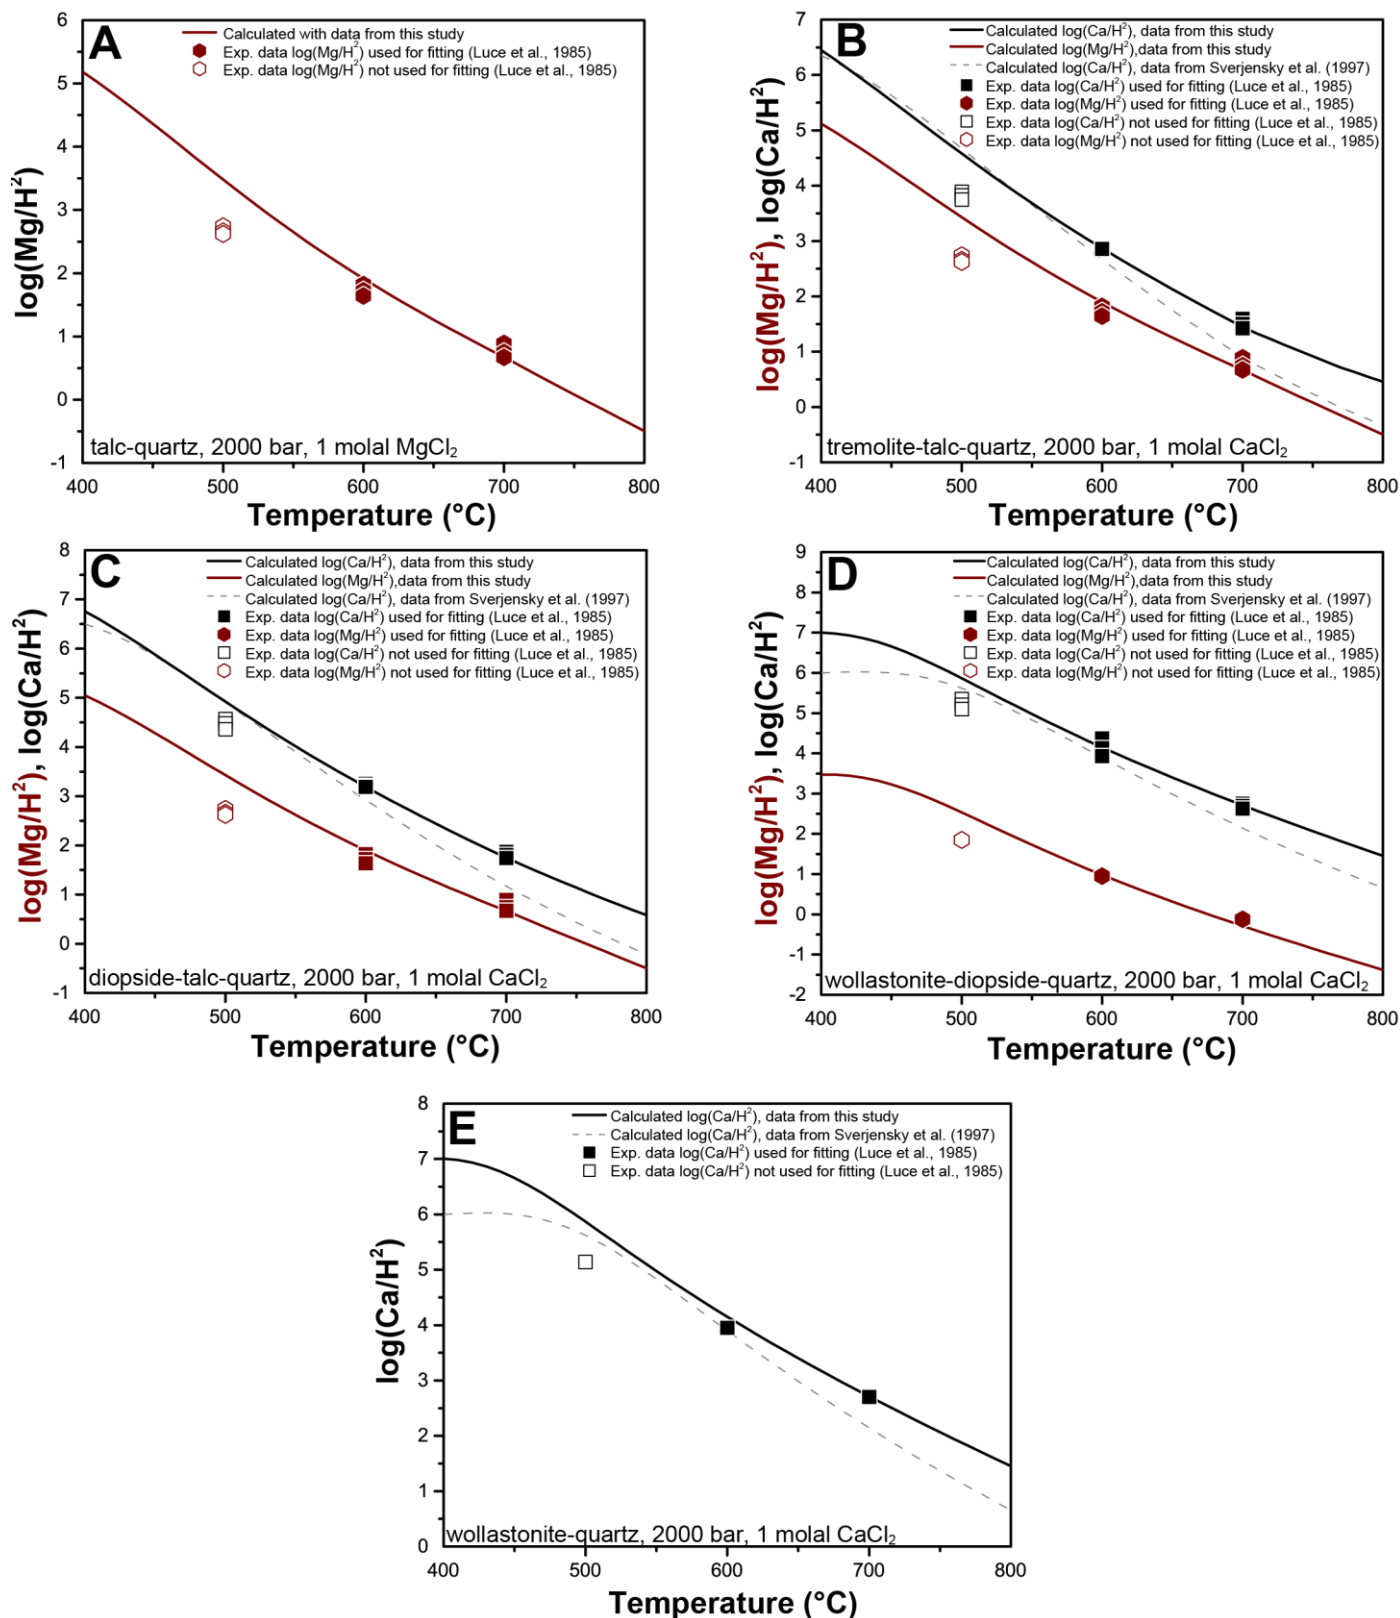 A
Calculated with data from this study
Exp. data log(Mg/H²) used for fitting (Luce et al., 1985)
Exp. data log(Mg/H²) not used for fitting (Luce et al., 1985)
log(Mg/H²)
6
5
4
3
2
1
0
-1
talc-quartz, 2000 bar, 1 molal MgCl₂
400 500 600 700 800
Temperature (°C)
B
Calculated log(Ca/H²), data from this study
Calculated log(Mg/H²),data from this study
Calculated log(Ca/H²), data from Sverjensky et al. (1997)
Exp. data log(Ca/H²) used for fitting (Luce et al., 1985)
Exp. data log(Mg/H²) used for fitting (Luce et al., 1985)
Exp. data log(Ca/H²) not used for fitting (Luce et al., 1985)
Exp. data log(Mg/H²) not used for fitting (Luce et al., 1985)
log(Mg/H²), log(Ca/H²)
7
6
5
4
3
2
1
0
-1
tremolite-talc-quartz, 2000 bar, 1 molal CaCl₂
400 500 600 700 800
Temperature (°C)
C
Calculated log(Ca/H²), data from this study
Calculated log(Mg/H²),data from this study
Calculated log(Ca/H²), data from Sverjensky et al. (1997)
Exp. data log(Ca/H²) used for fitting (Luce et al., 1985)
Exp. data log(Mg/H²) used for fitting (Luce et al., 1985)
Exp. data log(Ca/H²) not used for fitting (Luce et al., 1985)
Exp. data log(Mg/H²) not used for fitting (Luce et al., 1985)
log(Mg/H²), log(Ca/H²)
8
7
6
5
4
3
2
1
0
-1
diopside-talc-quartz, 2000 bar, 1 molal CaCl₂
400 500 600 700 800
Temperature (°C)
D
Calculated log(Ca/H²), data from this study
Calculated log(Mg/H²),data from this study
Calculated log(Ca/H²), data from Sverjensky et al. (1997)
Exp. data log(Ca/H²) used for fitting (Luce et al., 1985)
Exp. data log(Mg/H²) used for fitting (Luce et al., 1985)
Exp. data log(Ca/H²) not used for fitting (Luce et al., 1985)
Exp. data log(Mg/H²) not used for fitting (Luce et al., 1985)
log(Mg/H²), log(Ca/H²)
9
8
7
6
5
4
3
2
1
0
-1
-2
wollastonite-diopside-quartz, 2000 bar, 1 molal CaCl₂
400 500 600 700 800
Temperature (°C)
E
Calculated log(Ca/H²), data from this study
Calculated log(Ca/H²), data from Sverjensky et al. (1997)
Exp. data log(Ca/H²) used for fitting (Luce et al., 1985)
Exp. data log(Ca/H²) not used for fitting (Luce et al., 1985)
log(Ca/H²)
8
7
6
5
4
3
2
1
0
wollastonite-quartz, 2000 bar, 1 molal CaCl₂
400 500 600 700 800
Temperature (°C)